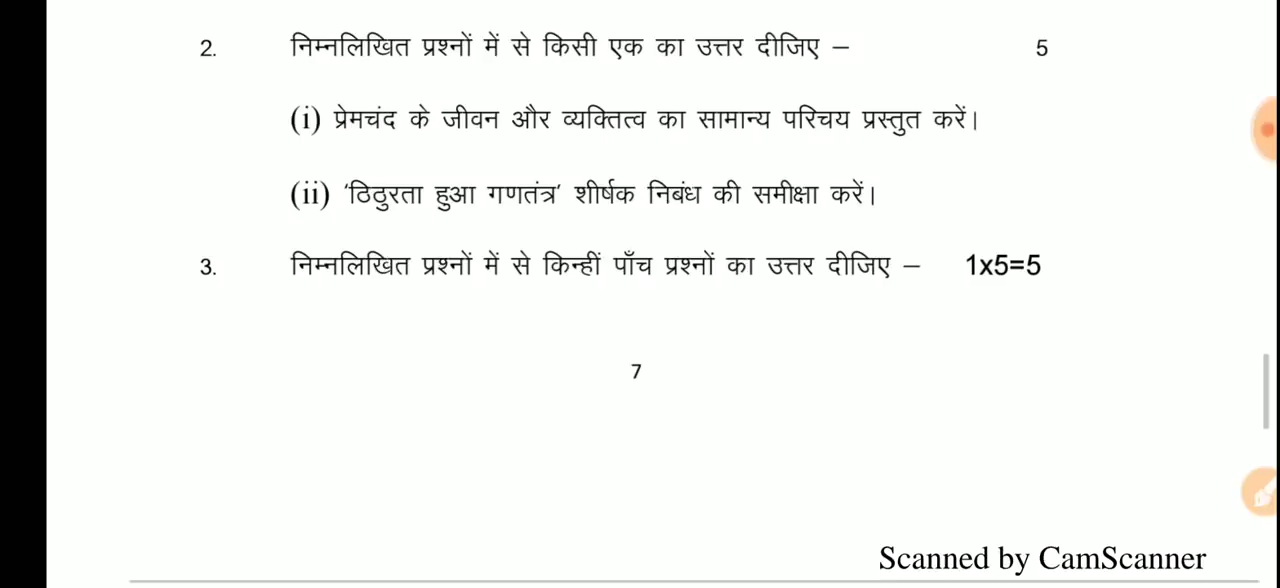 2. निम्नलिखित प्रश्नों में से किसी एक का उत्तर दीजिए – 5
(i) प्रेमचंद के जीवन और व्यक्तित्व का सामान्य परिचय प्रस्तुत करें।
(ii) 'ठिठुरता हुआ गणतंत्र' शीर्षक निबंध की समीक्षा करें।
3. निम्नलिखित प्रश्नों में से किन्हीं पाँच प्रश्नों का उत्तर दीजिए – 1x5=5
7
Scanned by CamScanner